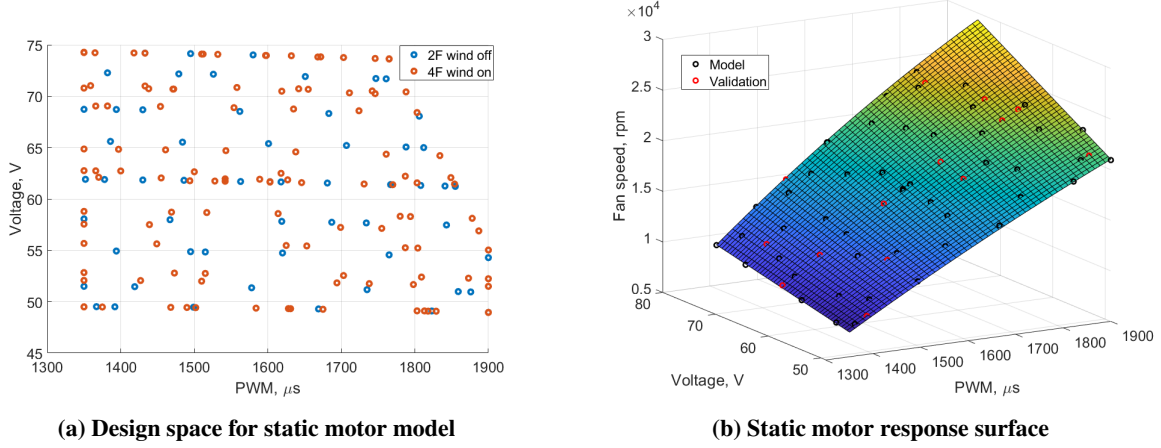 75
70
65
60
55
50
45
Voltage, V
1300
1400
1500
1600
1700
1800
1900
PWM, μs
2F wind off
4F wind on
(a) Design space for static motor model
×10⁴
3
2.5
2
1.5
1
0.5
Fan speed, rpm
Model
Validation
80
70
60
50
Voltage, V
1300
1400
1500
1600
1700
1800
1900
PWM, μs
(b) Static motor response surface